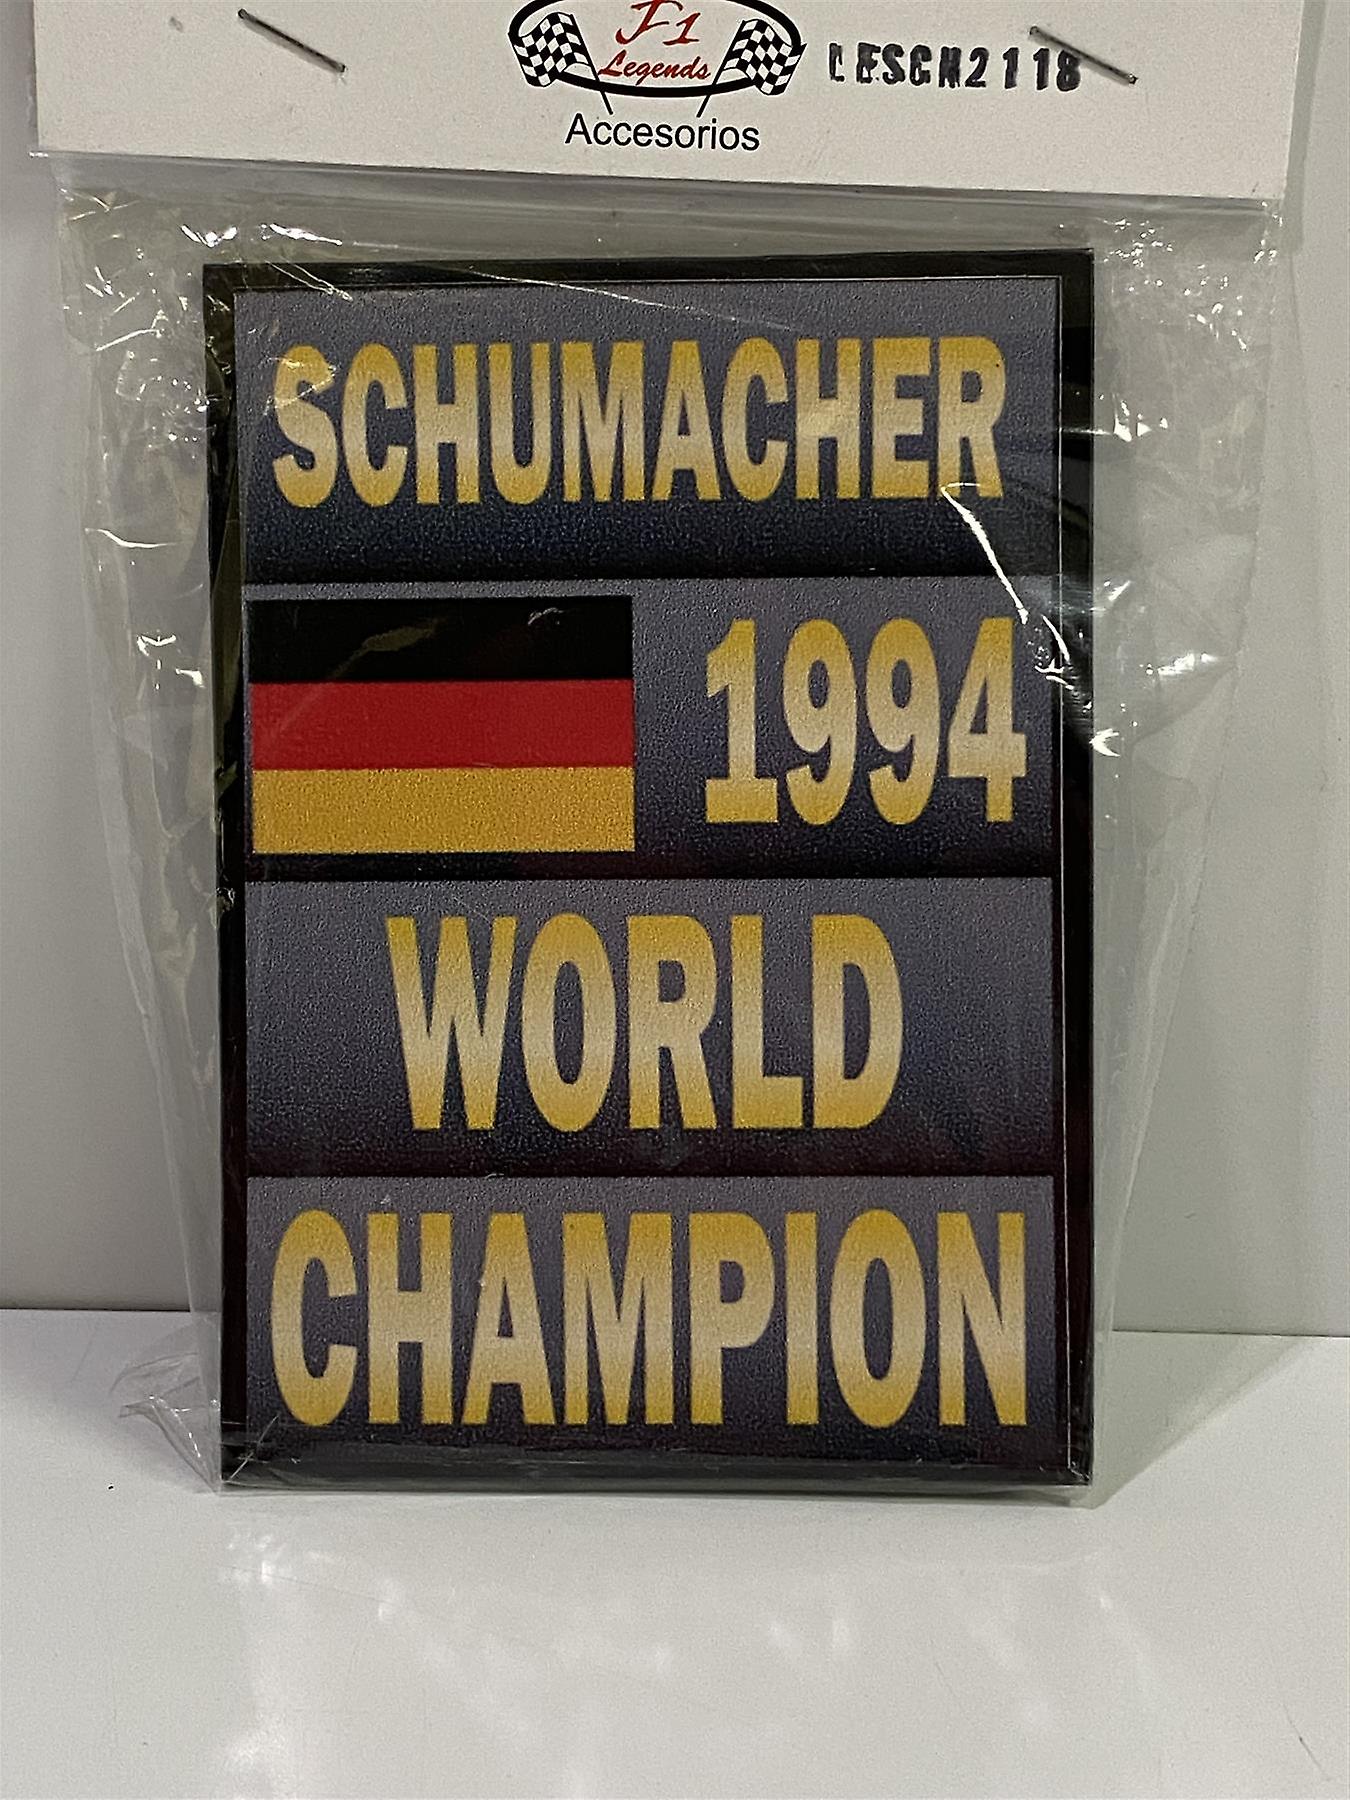 F1
Legends
LESCH2118
Accesorios
SCHUMACHER
1994
WORLD
CHAMPION